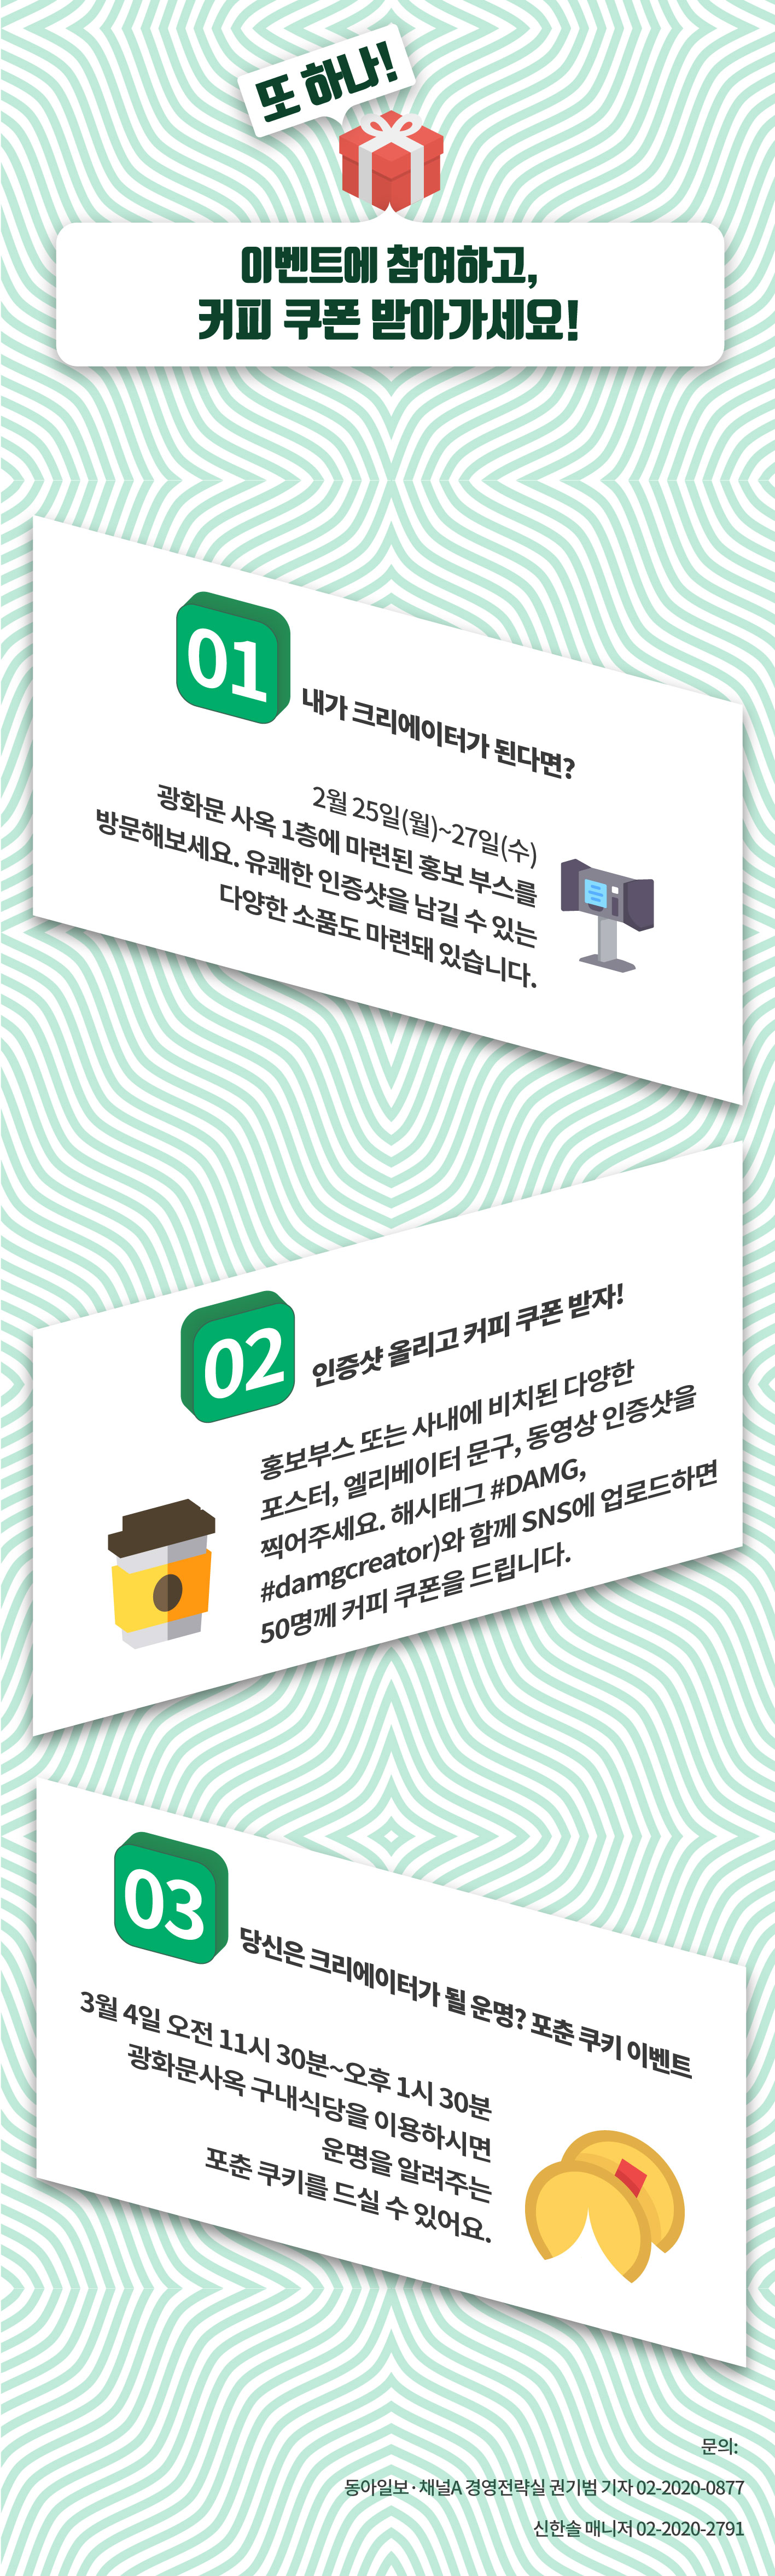 또 하나!
이벤트에 참여하고,
커피 쿠폰 받아가세요!
01
내가 크리에이터가 된다면?
2월 25일(월)~27일(수)
광화문 사옥 1층에 마련된 홍보 부스를
방문해보세요. 유쾌한 인증샷을 남길 수 있는
다양한 소품도 마련돼 있습니다.
02
인증샷 올리고 커피 쿠폰 받자!
홍보부스 또는 사내에 비치된 다양한
포스터, 엘리베이터 문구, 동영상 인증샷을
찍어주세요. 해시태그 #DAMG,
#damgcreator)와 함께 SNS에 업로드하면
50명께 커피 쿠폰을 드립니다.
03
당신은 크리에이터가 될 운명? 포춘 쿠키 이벤트
3월 4일 오전 11시 30분~오후 1시 30분
광화문사옥 구내식당을 이용하시면
운명을 알려주는
포춘 쿠키를 드실 수 있어요.
문의:
동아일보·채널A 경영전략실 권기범 기자 02-2020-0877
신한솔 매니저 02-2020-2791